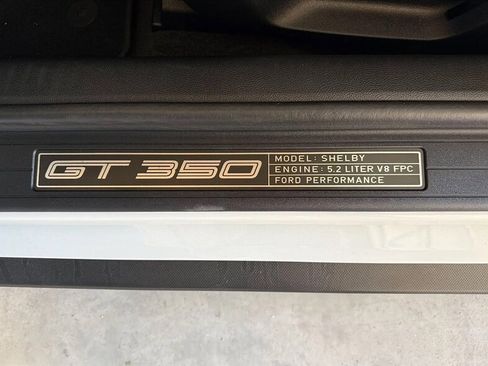 GT 350
MODEL: SHELBY
ENGINE: 5.2 LITER V8 FPC
FORD PERFORMANCE